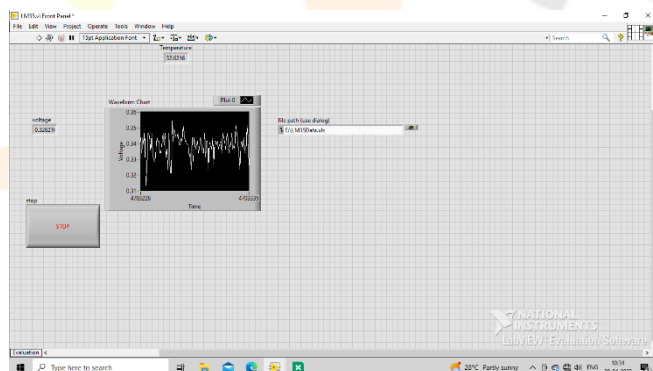 LM35.vi Front Panel *
File Edit View Project Operate Tools Window Help
15pt Application Font
Search
Temperature
32.8216
voltage
Waveform Chart
Plot 0
Voltage
0.36
0.35
0.34
0.33
0.32
0.31
Time
file path (use dialog)
stop
STOP
NATIONAL
INSTRUMENTS
LabVIEW Evaluation Software
Evaluation
Type here to search
28°C Partly sunny
ENG
10:54